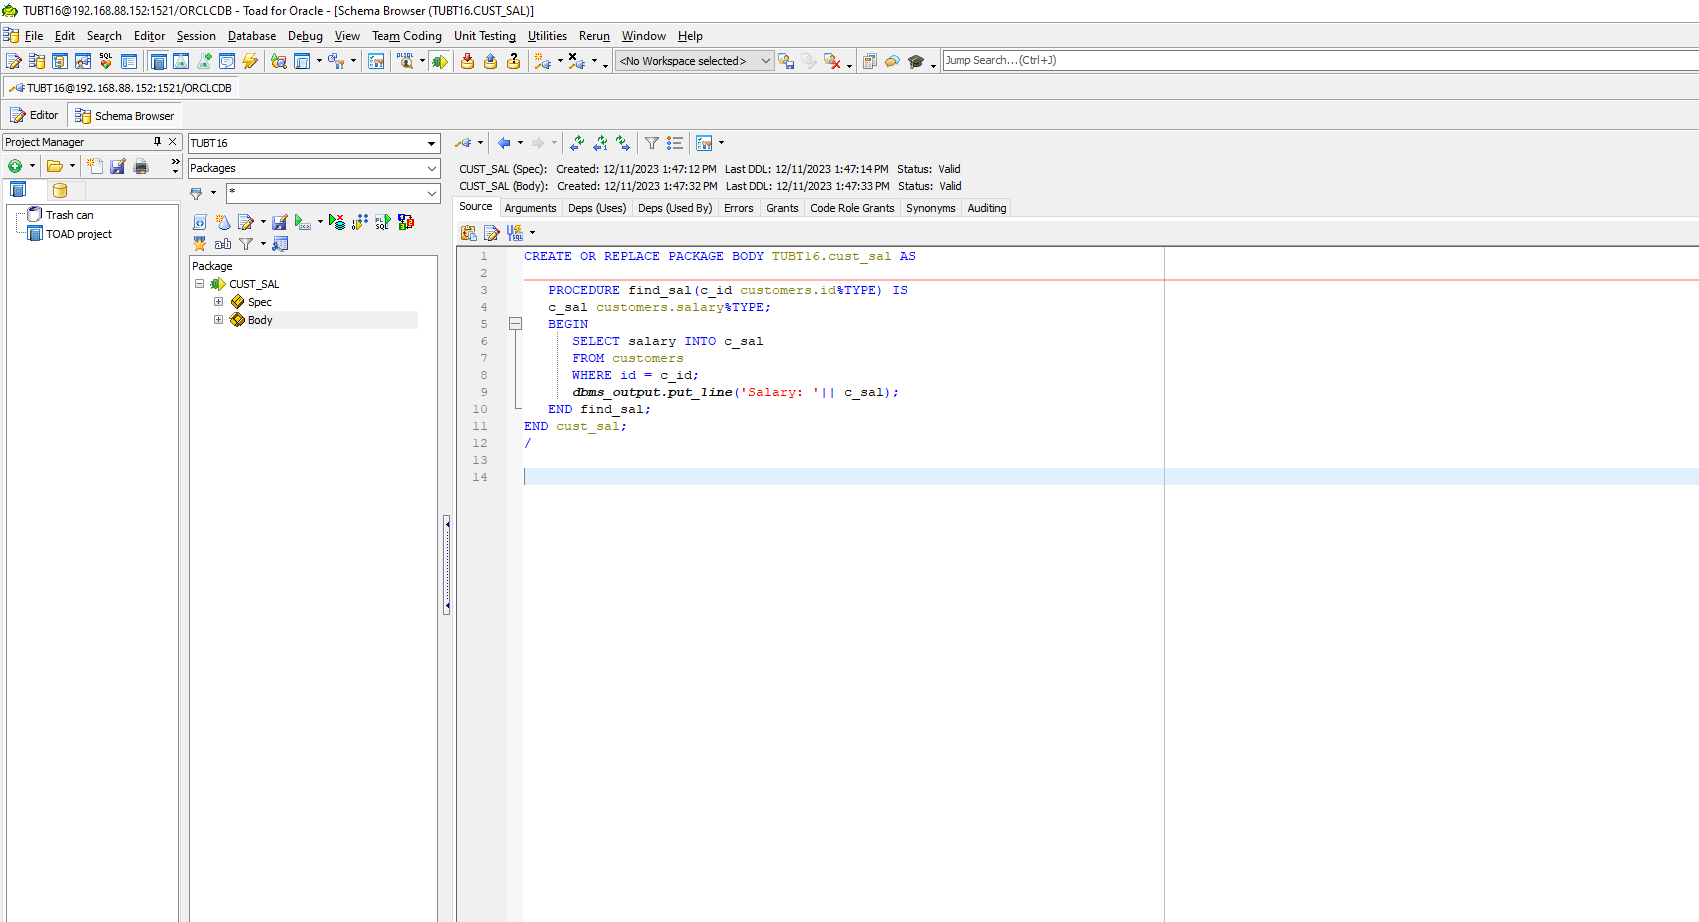 TUBT16@192.168.88.152:1521/ORCLCDB - Toad for Oracle - [Schema Browser (TUBT16.CUST_SAL)]
File Edit Search Editor Session Database Debug View Team Coding Unit Testing Utilities Rerun Window Help
<No Workspace selected> Jump Search...(Ctrl+J)
TUBT16@192.168.88.152:1521/ORCLCDB
Editor Schema Browser
Project Manager
Trash can
TOAD project
TUBT16
Packages
*
Package
CUST_SAL
Spec
Body
CUST_SAL (Spec): Created: 12/11/2023 1:47:12 PM Last DDL: 12/11/2023 1:47:14 PM Status: Valid
CUST_SAL (Body): Created: 12/11/2023 1:47:32 PM Last DDL: 12/11/2023 1:47:33 PM Status: Valid
Source Arguments Deps (Uses) Deps (Used By) Errors Grants Code Role Grants Synonyms Auditing
1 CREATE OR REPLACE PACKAGE BODY TUBT16.cust_sal AS
2
3 PROCEDURE find_sal(c_id customers.id%TYPE) IS
4 c_sal customers.salary%TYPE;
5 BEGIN
6 SELECT salary INTO c_sal
7 FROM customers
8 WHERE id = c_id;
9 dbms_output.put_line('Salary: '|| c_sal);
10 END find_sal;
11 END cust_sal;
12 /
13
14